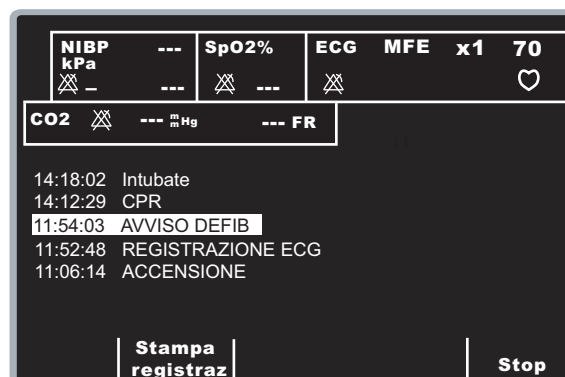 NIBP --- SpO2% ECG MFE x1 70
kPa
– --- ---
CO2 --- mmHg --- FR
14:18:02 Intubate
14:12:29 CPR
11:54:03 AVVISO DEFIB
11:52:48 REGISTRAZIONE ECG
11:06:14 ACCENSIONE
Stampa
registraz Stop